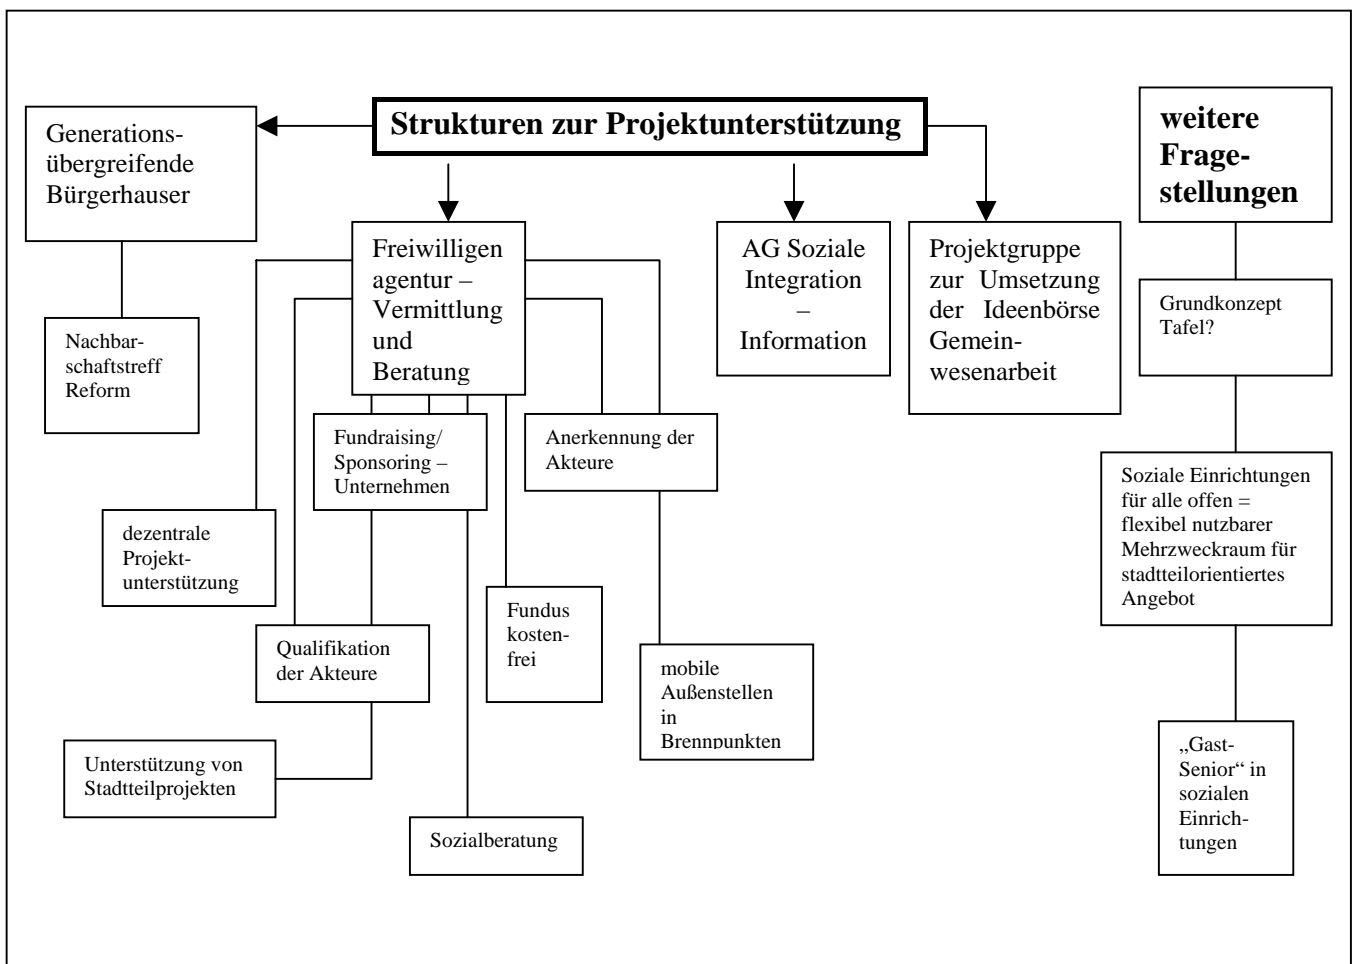 Strukturen zur Projektunterstützung
Generations-
übergreifende
Bürgerhauser
Nachbar-
schaftstreff
Reform
Freiwilligen
agentur –
Vermittlung
und
Beratung
dezentrale
Projekt-
unterstützung
Qualifikation
der Akteure
Unterstützung von
Stadtteilprojekten
Fundraising/
Sponsoring –
Unternehmen
Sozialberatung
Fundus
kosten-
frei
Anerkennung der
Akteure
mobile
Außenstellen
in
Brennpunkten
AG Soziale
Integration
–
Information
Projektgruppe
zur Umsetzung
der Ideenbörse
Gemein-
wesenarbeit
weitere
Frage-
stellungen
Grundkonzept
Tafel?
Soziale Einrichtungen
für alle offen =
flexibel nutzbarer
Mehrzweckraum für
stadtteilorientiertes
Angebot
„Gast-
Senior“ in
sozialen
Einrich-
tungen